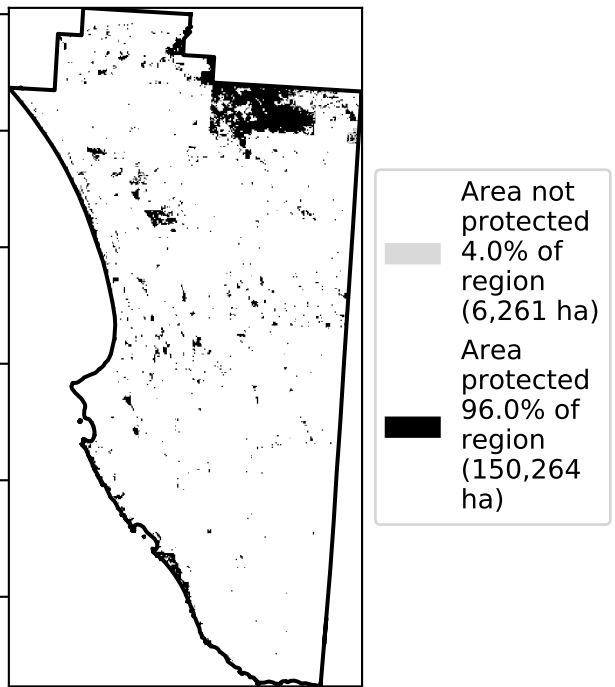 Area not
protected
4.0% of
region
(6,261 ha)
Area
protected
96.0% of
region
(150,264
ha)